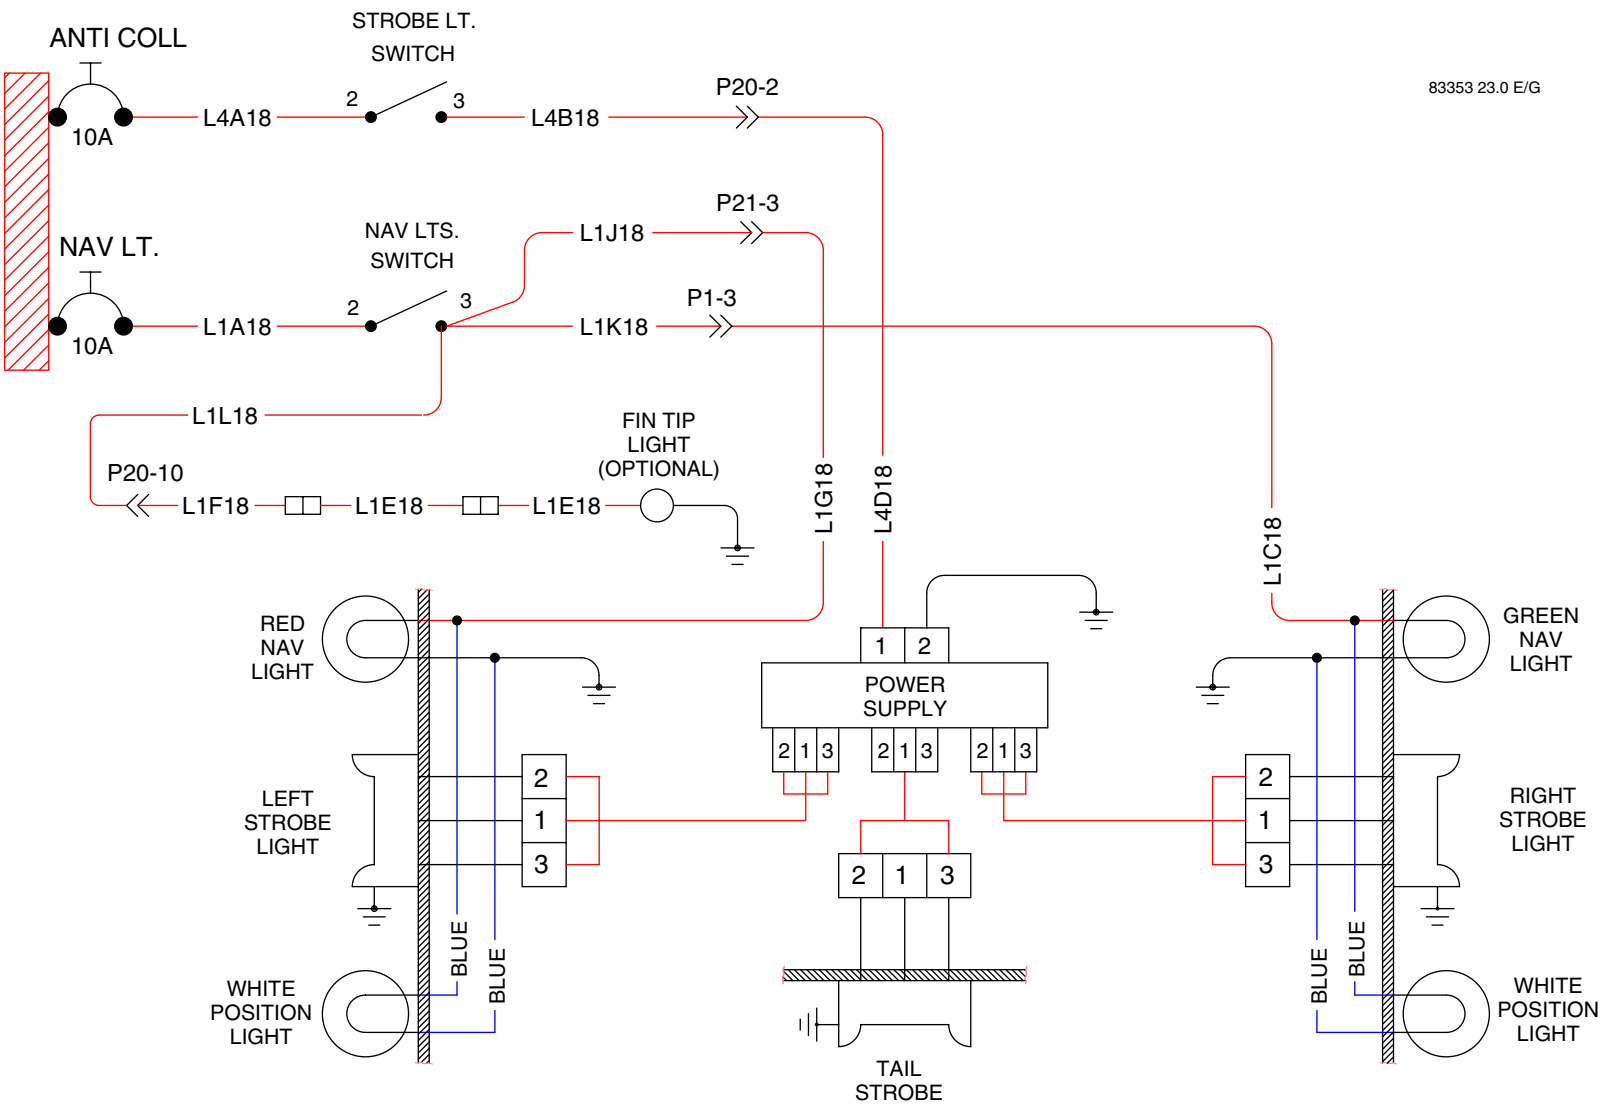 STROBE LT.
SWITCH
ANTI COLL
10A
L4A18
2
3
L4B18
P20-2
83353 23.0 E/G
NAV LT.
10A
L1A18
NAV LTS.
SWITCH
2
3
L1J18
P21-3
L1K18
P1-3
L1L18
P20-10
L1F18
L1E18
L1E18
FIN TIP
LIGHT
(OPTIONAL)
L1G18
L4D18
L1C18
RED
NAV
LIGHT
1
2
POWER
SUPPLY
2
1
3
2
1
3
2
1
3
GREEN
NAV
LIGHT
LEFT
STROBE
LIGHT
2
1
3
2
1
3
2
1
3
RIGHT
STROBE
LIGHT
WHITE
POSITION
LIGHT
BLUE
BLUE
TAIL
STROBE
BLUE
BLUE
WHITE
POSITION
LIGHT